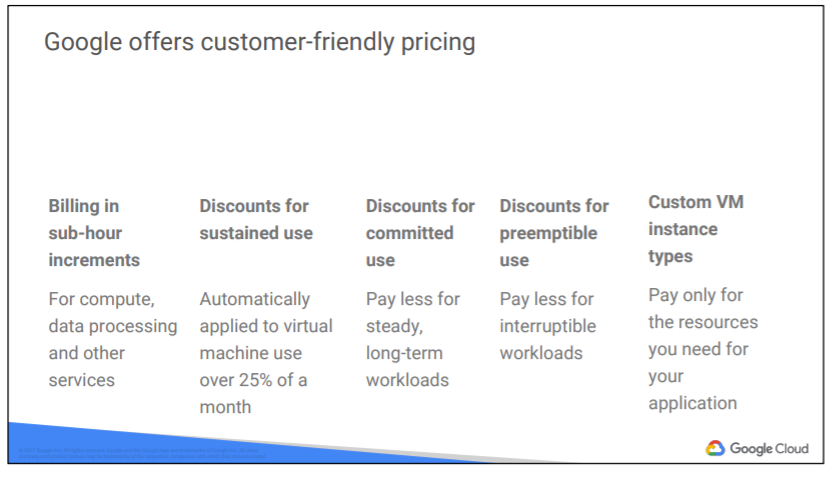 Google offers customer-friendly pricing
Billing in
sub-hour
increments
For compute,
data processing
and other
services
Discounts for
sustained use
Automatically
applied to virtual
machine use
over 25% of a
month
Discounts for
committed
use
Pay less for
steady,
long-term
workloads
Discounts for
preemptible
use
Pay less for
interruptible
workloads
Custom VM
instance
types
Pay only for
the resources
you need for
your
application
Google Cloud